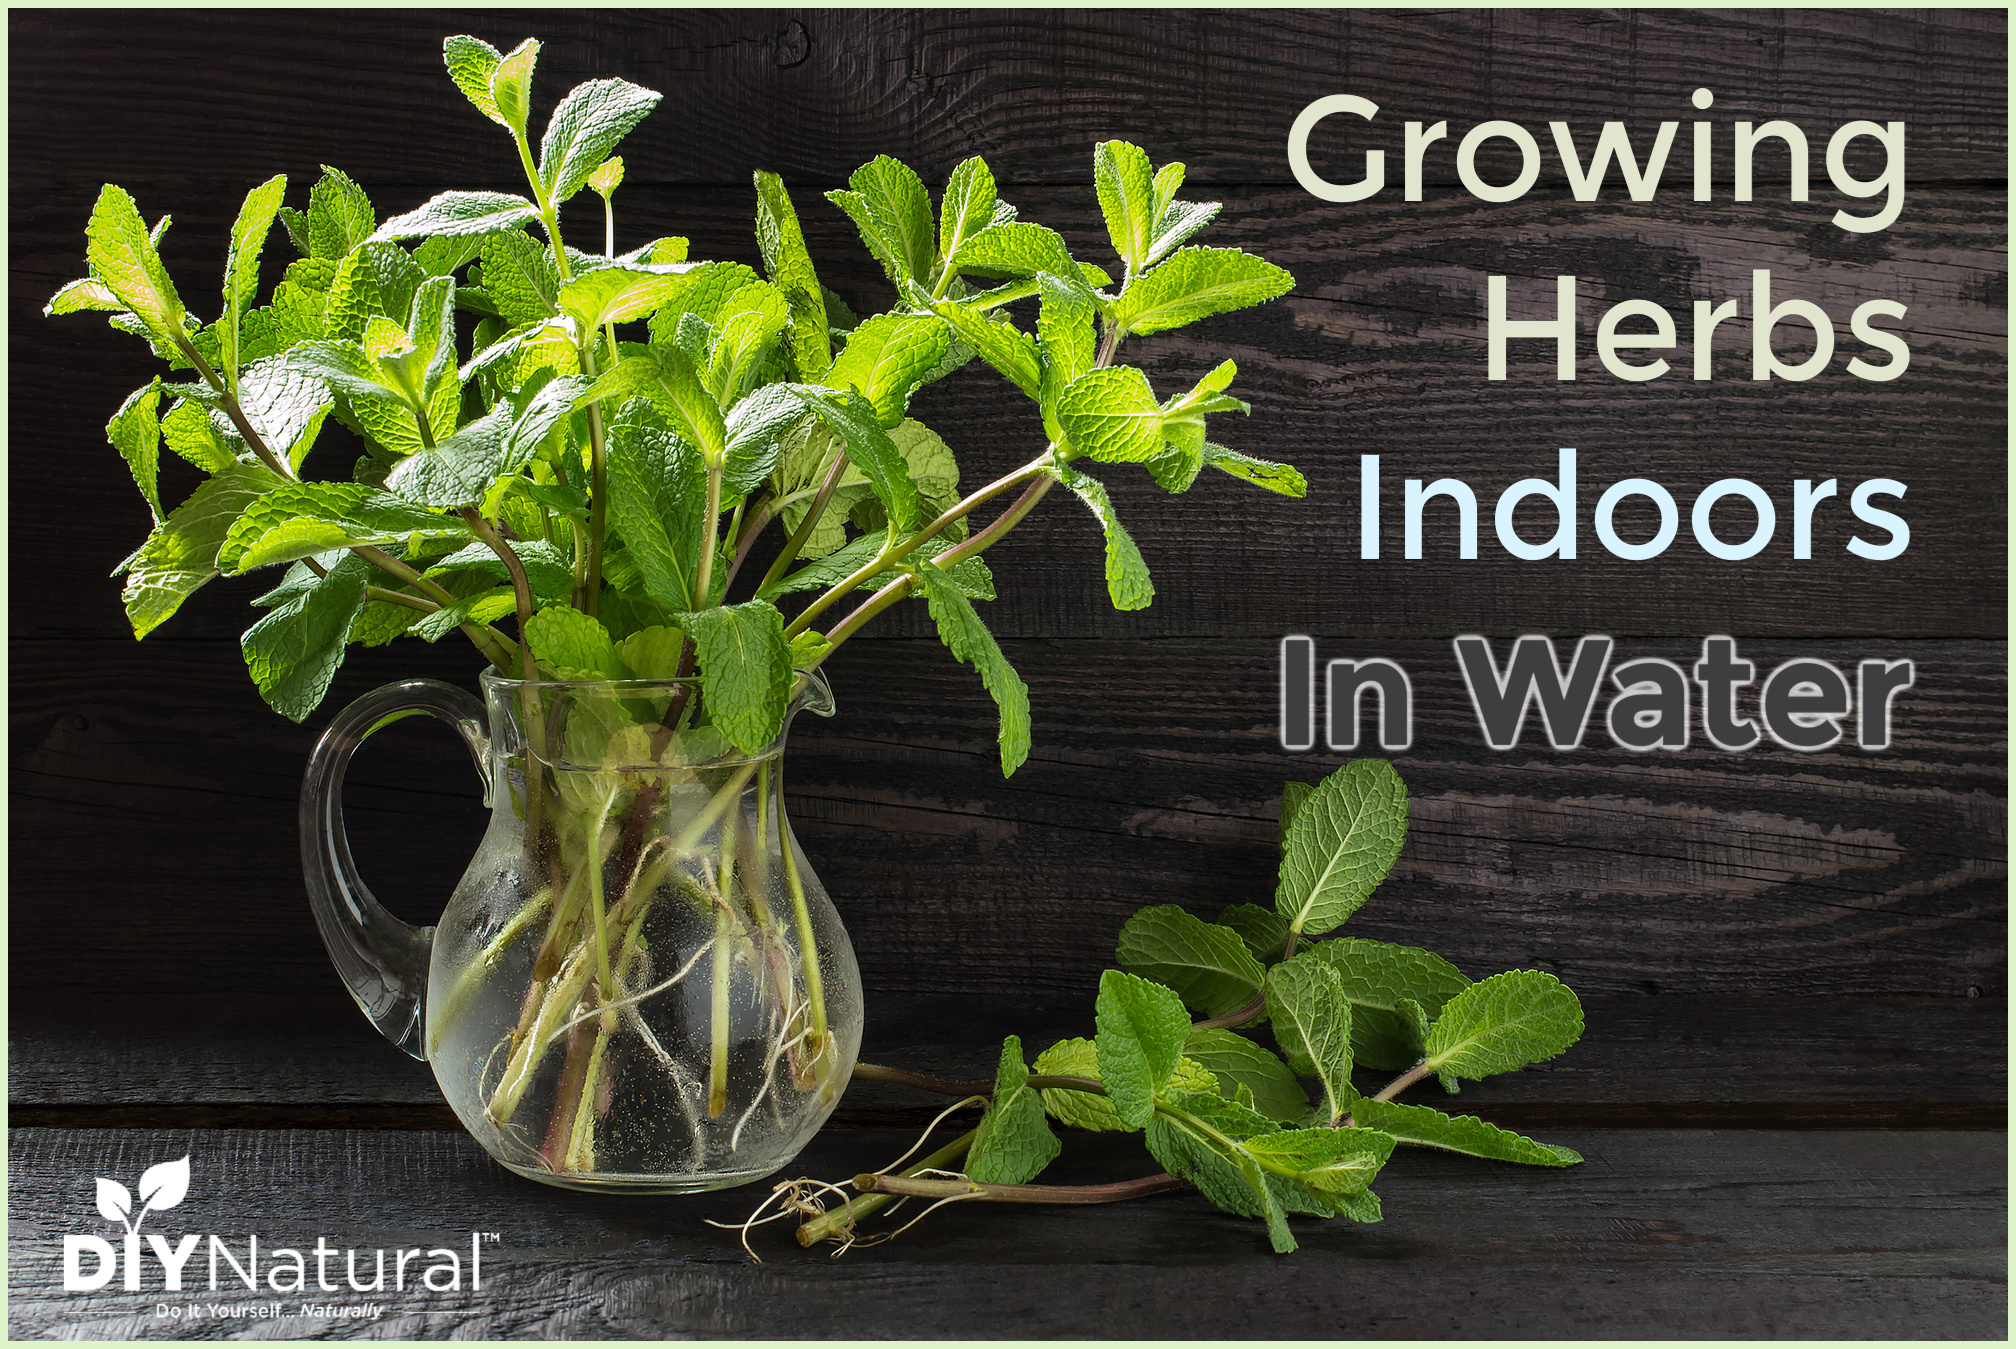 Growing
Herbs
Indoors
In Water
DIYNatural™
Do It Yourself... Naturally